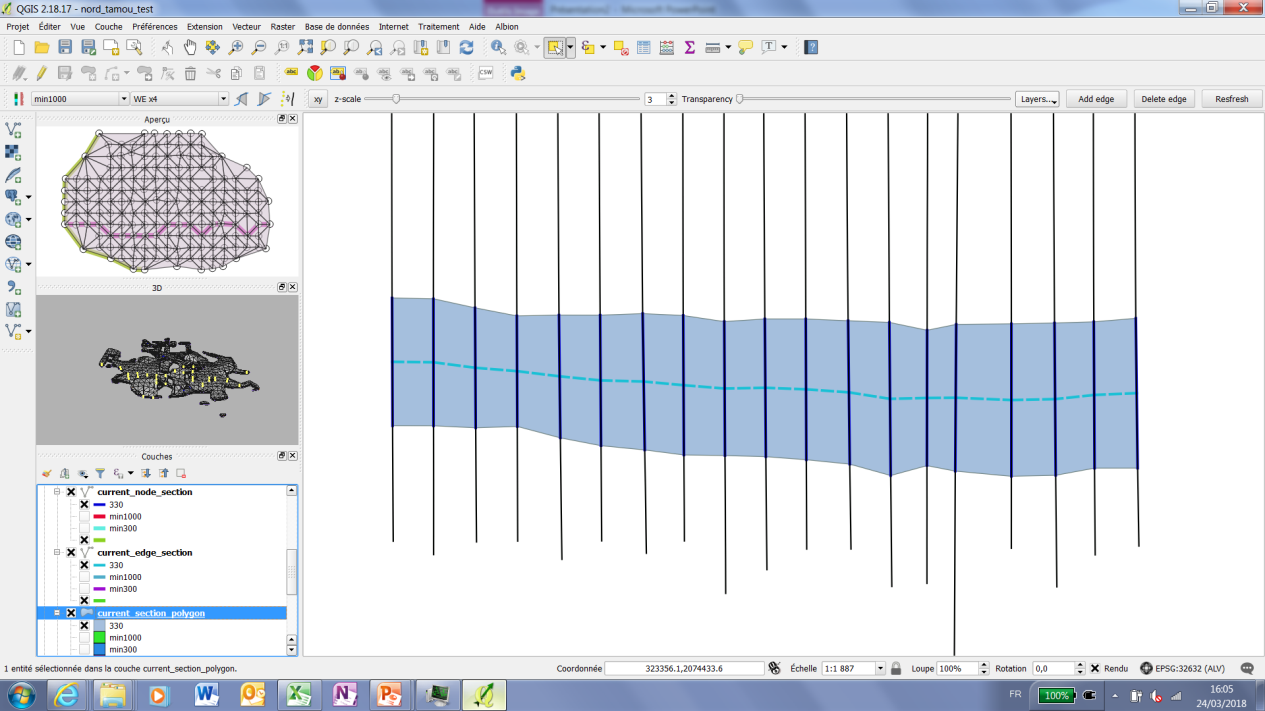 QGIS 2.18.17 - nord_tamou_test
Projet Éditer Vue Couche Préférences Extension Vecteur Raster Base de données Internet Traitement Aide Albion
abc abc CSW
min1000 WE x4 xy z-scale 3 Transparency Layers... Add edge Delete edge Resfresh
Aperçu
3D
Couches
current_node_section
330
min1000
min300
current_edge_section
330
min1000
min300
current_section_polygon
330
min1000
min300
1 entité sélectionnée dans la couche current_section_polygon.
Coordonnée 323356.1,2074433.6 Échelle 1:1 887 Loupe 100% Rotation 0,0 Rendu EPSG:32632 (ALV)
FR 100% 16:05
24/03/2018